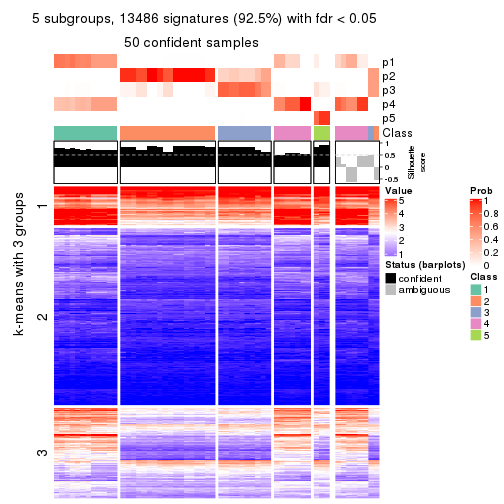 5 subgroups, 13486 signatures (92.5%) with fdr < 0.05
50 confident samples
p1
p2
p3
p4
p5
Class
1
0.5
0
-0.5
Silhouette
score
k-means with 3 groups
1
2
3
Value
5
4
3
2
1
Status (barplots)
confident
ambiguous
Prob
1
0.8
0.6
0.4
0.2
0
Class
1
2
3
4
5